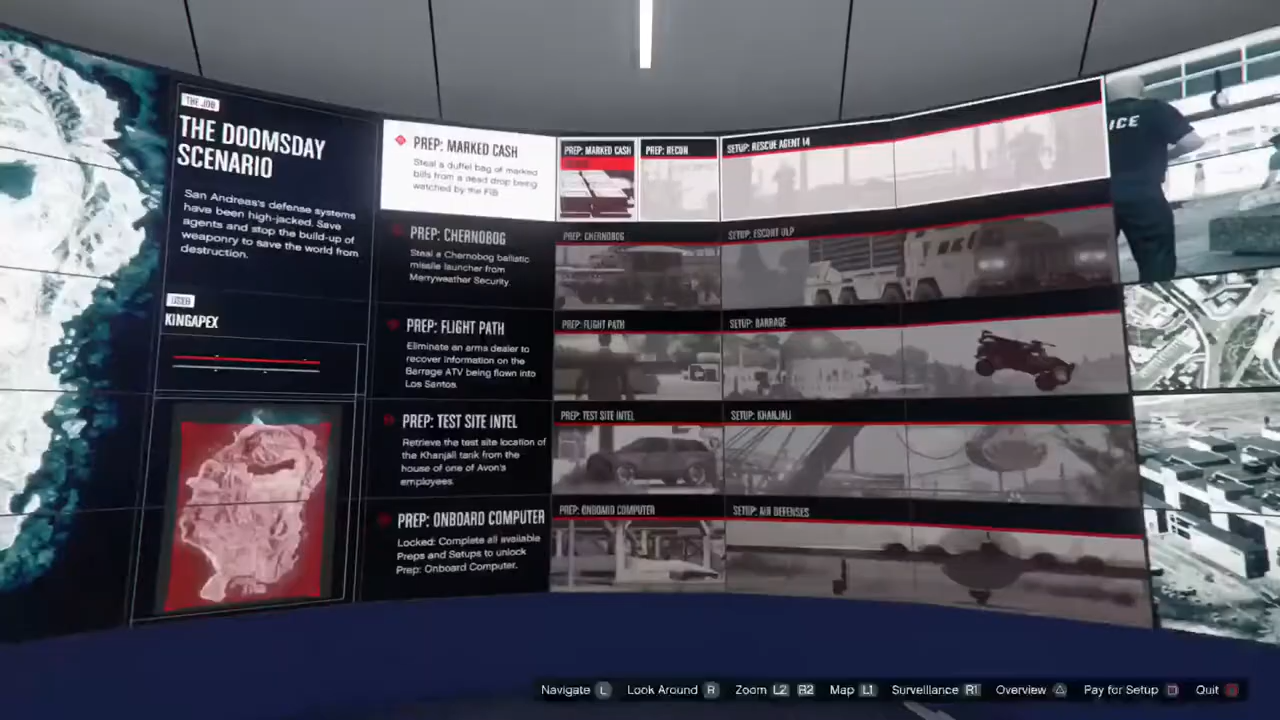 THE JOB
THE DOOMSDAY
SCENARIO
San Andreas's defense systems
have been high-jacked. Save
agents and stop the build-up of
weaponry to save the world from
destruction.
KINGAPEX
PREP: MARKED CASH
Steal a duffel bag of marked
bills from a dead drop being
watched by the FIB
PREP: CHERNOBOG
Steal a Chernobog ballistic
missile launcher from
Merryweather Security.
PREP: FLIGHT PATH
Eliminate an arms dealer to
recover information on the
Barrage ATV being flown into
Los Santos.
PREP: TEST SITE INTEL
Retrieve the test site location of
the Khanjali tank from the
house of one of Avon's
employees.
PREP: ONBOARD COMPUTER
Locked: Complete all available
Preps and Setups to unlock
Prep: Onboard Computer.
PREP: MARKED CASH
PREP: RECON
SETUP: RESCUE AGENT 14
PREP: CHERNOBOG
SETUP: ESCORT ULP
PREP: FLIGHT PATH
SETUP: BARRAGE
PREP: TEST SITE INTEL
SETUP: KHANJALI
PREP: ONBOARD COMPUTER
SETUP: AIR DEFENSES
ICE
Navigate L Look Around R Zoom L2 R2 Map L1 Surveillance R1 Overview Pay for Setup Quit